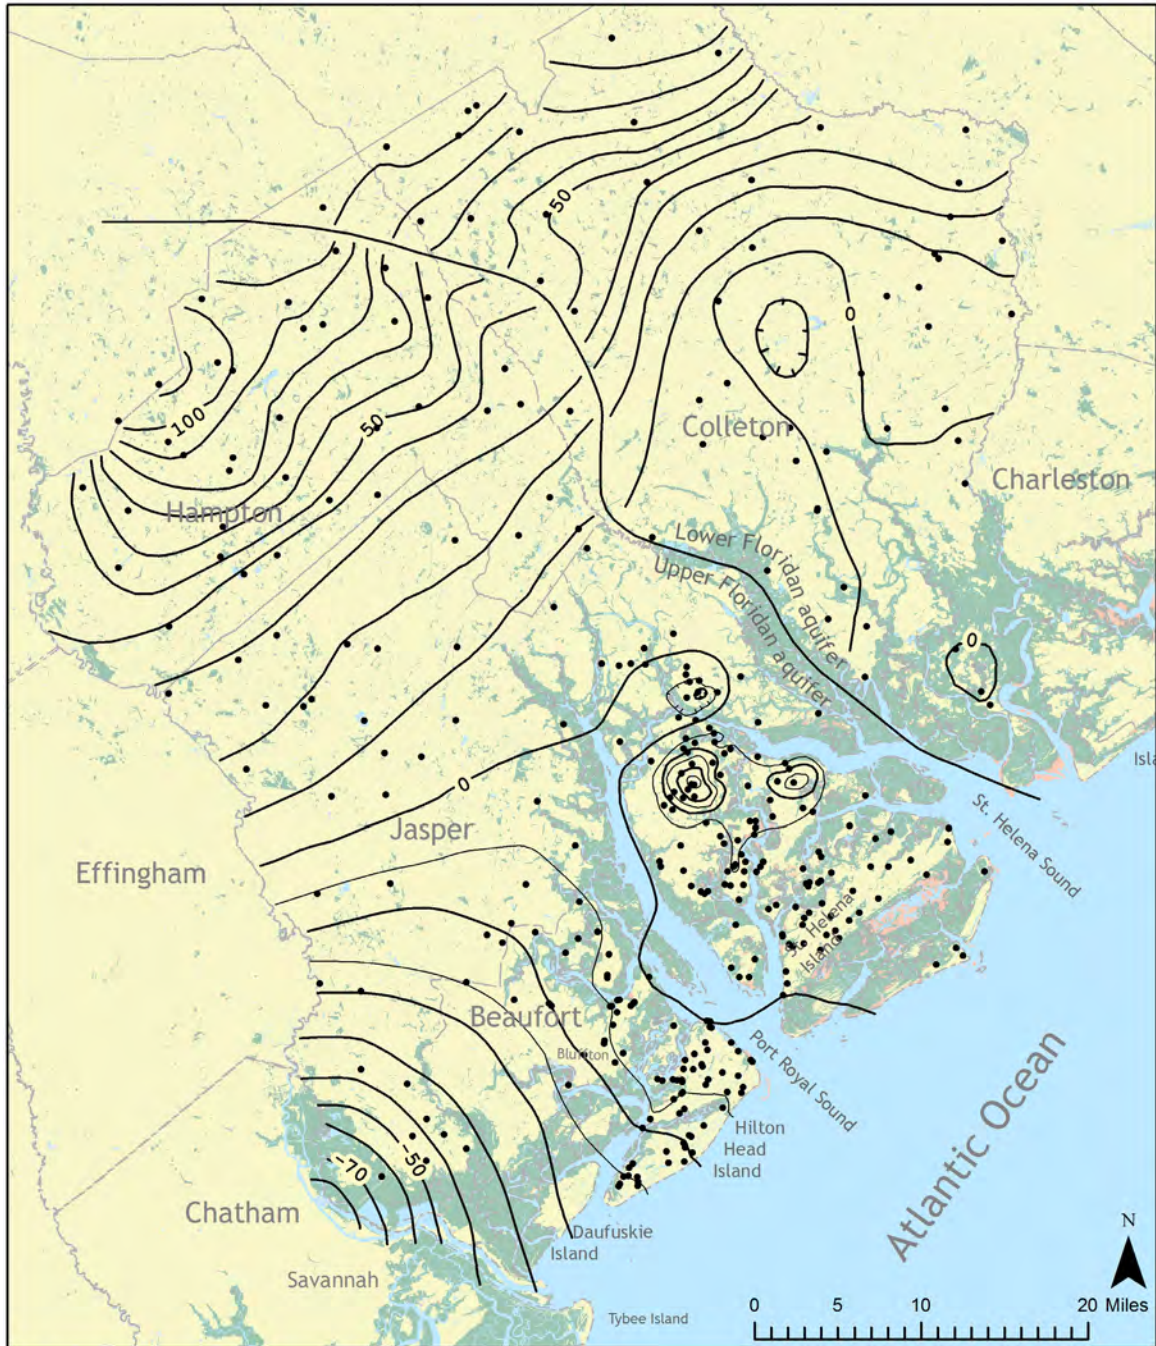 50
0
100
50
Colleton
Charleston
Hampton
Lower Floridan aquifer
Upper Floridan aquifer
0
0
Jasper
Effingham
St. Helena Sound
St. Helena
Island
Beaufort
Bluffton
Port Royal Sound
Atlantic Ocean
Hilton
Head
Island
-50
-70
Chatham
Daufuskie
Island
Savannah
Tybee Island
N
0 5 10 20 Miles